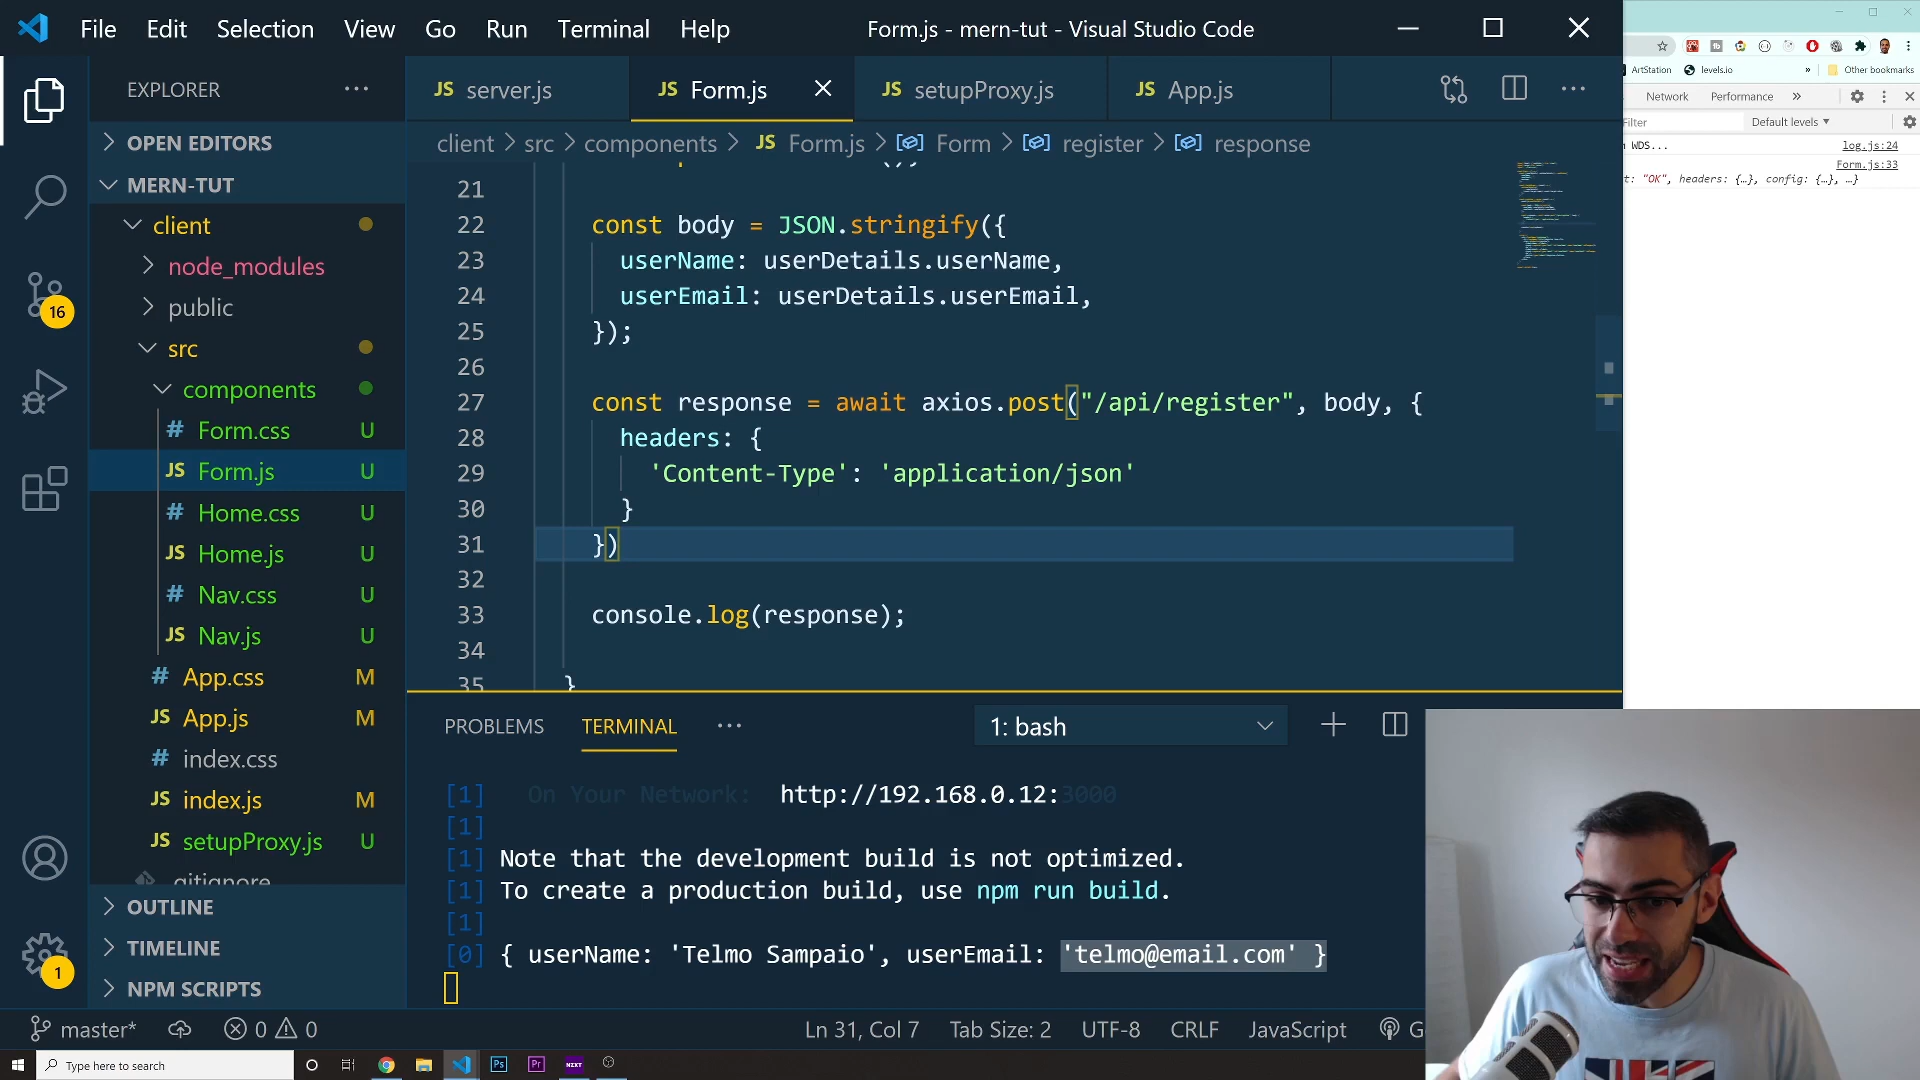 File Edit Selection View Go Run Terminal Help
Form.js - mern-tut - Visual Studio Code
EXPLORER
OPEN EDITORS
MERN-TUT
client
node_modules
public
src
components
# Form.css U
JS Form.js U
# Home.css U
JS Home.js U
# Nav.css U
JS Nav.js U
# App.css M
JS App.js M
# index.css
JS index.js M
JS setupProxy.js U
.gitignore
OUTLINE
TIMELINE
NPM SCRIPTS
16
1
JS server.js JS Form.js JS setupProxy.js JS App.js
client > src > components > JS Form.js > Form > register > response
21
22 const body = JSON.stringify({
23 userName: userDetails.userName,
24 userEmail: userDetails.userEmail,
25 });
26
27 const response = await axios.post("/api/register", body, {
28 headers: {
29 'Content-Type': 'application/json'
30 }
31 })
32
33 console.log(response);
34
35 }
PROBLEMS TERMINAL ... 1: bash
[1] On Your Network: http://192.168.0.12:3000
[1]
[1] Note that the development build is not optimized.
[1] To create a production build, use npm run build.
[1]
[0] { userName: 'Telmo Sampaio', userEmail: 'telmo@email.com' }
master* 0 0 Ln 31, Col 7 Tab Size: 2 UTF-8 CRLF JavaScript G
Type here to search
Ps Pr NZXT
ArtStation levels.io » Other bookmarks
Network Performance »
Filter Default levels
WDS... log.js:24
Form.js:33
t: "OK", headers: {…}, config: {…}, …}